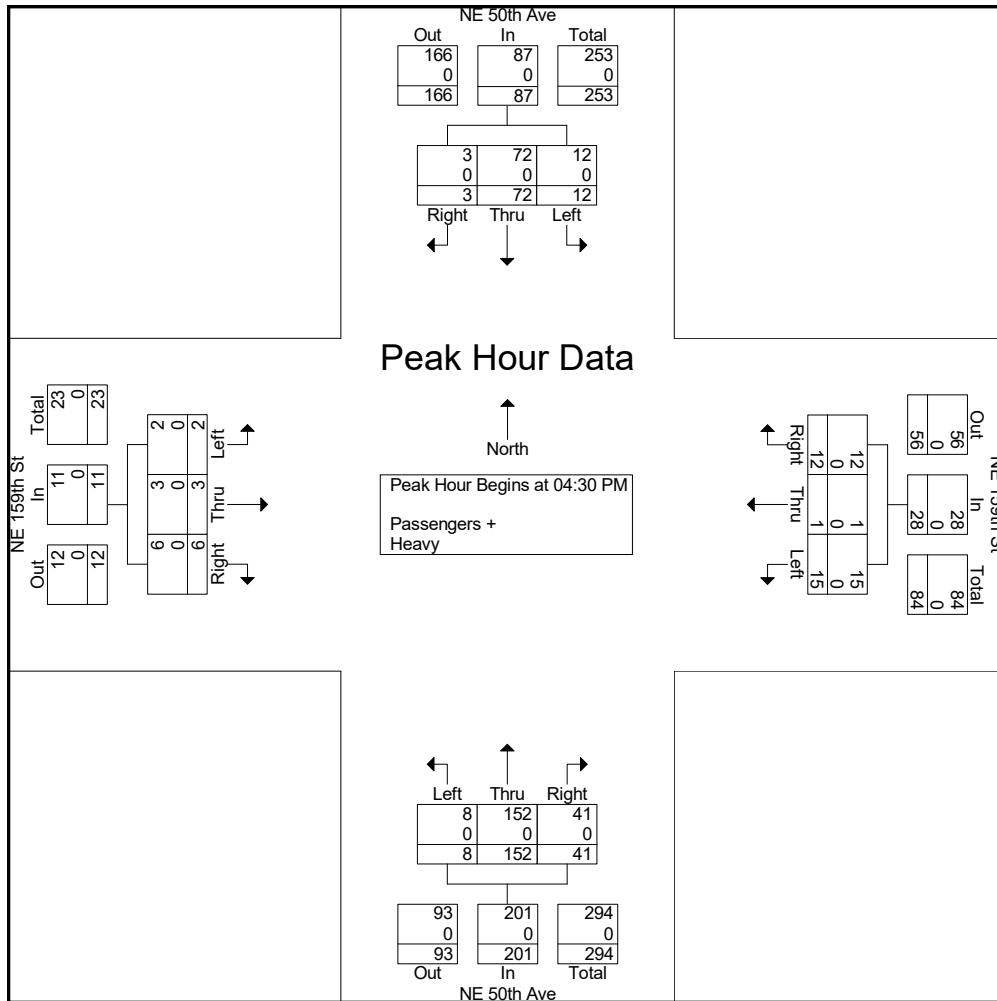 NE 50th Ave
Out In Total
166 87 253
0 0 0
166 87 253
3 72 12
0 0 0
3 72 12
Right Thru Left
Peak Hour Data
North
Peak Hour Begins at 04:30 PM
Passengers +
Heavy
NE 159th St
Total In Out
23 11 12
0 0 0
23 11 12
2 3 6
0 0 0
2 3 6
Left Thru Right
Right Thru Left
12 1 15
0 0 0
12 1 15
Out In Total
56 28 84
0 0 0
56 28 84
NE 159th St
Left Thru Right
8 152 41
0 0 0
8 152 41
93 201 294
0 0 0
93 201 294
Out In Total
NE 50th Ave